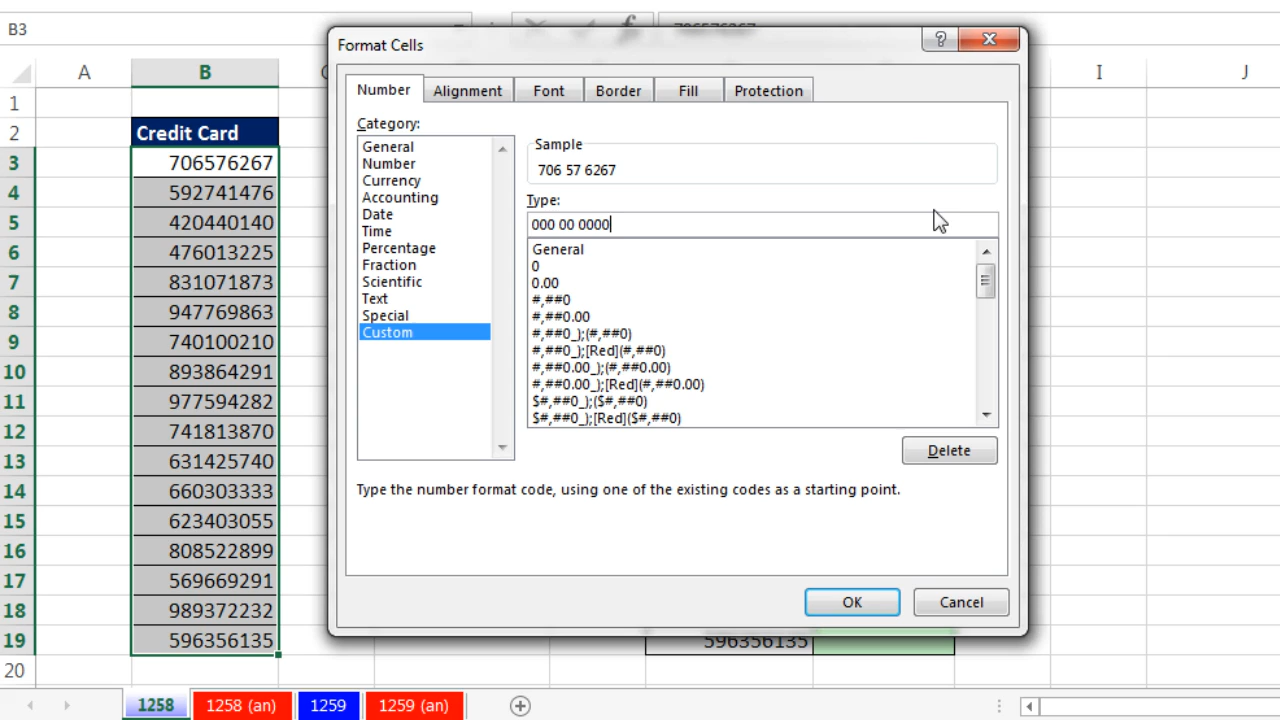 B3
Format Cells
?
706576267
A
B
C
I
J
Number Alignment Font Border Fill Protection
1
2 Credit Card
3 706576267
4 592741476
5 420440140
6 476013225
7 831071873
8 947769863
9 740100210
10 893864291
11 977594282
12 741813870
13 631425740
14 660303333
15 623403055
16 808522899
17 569669291
18 989372232
19 596356135
20
Category:
General
Number
Currency
Accounting
Date
Time
Percentage
Fraction
Scientific
Text
Special
Custom
Sample
706 57 6267
Type:
000 00 0000
General
0
0.00
#,##0
#,##0.00
#,##0_);(#,##0)
#,##0_);[Red](#,##0)
#,##0.00_);(#,##0.00)
#,##0.00_);[Red](#,##0.00)
$#,##0_);($#,##0)
$#,##0_);[Red]($#,##0)
Delete
Type the number format code, using one of the existing codes as a starting point.
OK Cancel
596356135
1258 1258 (an) 1259 1259 (an)